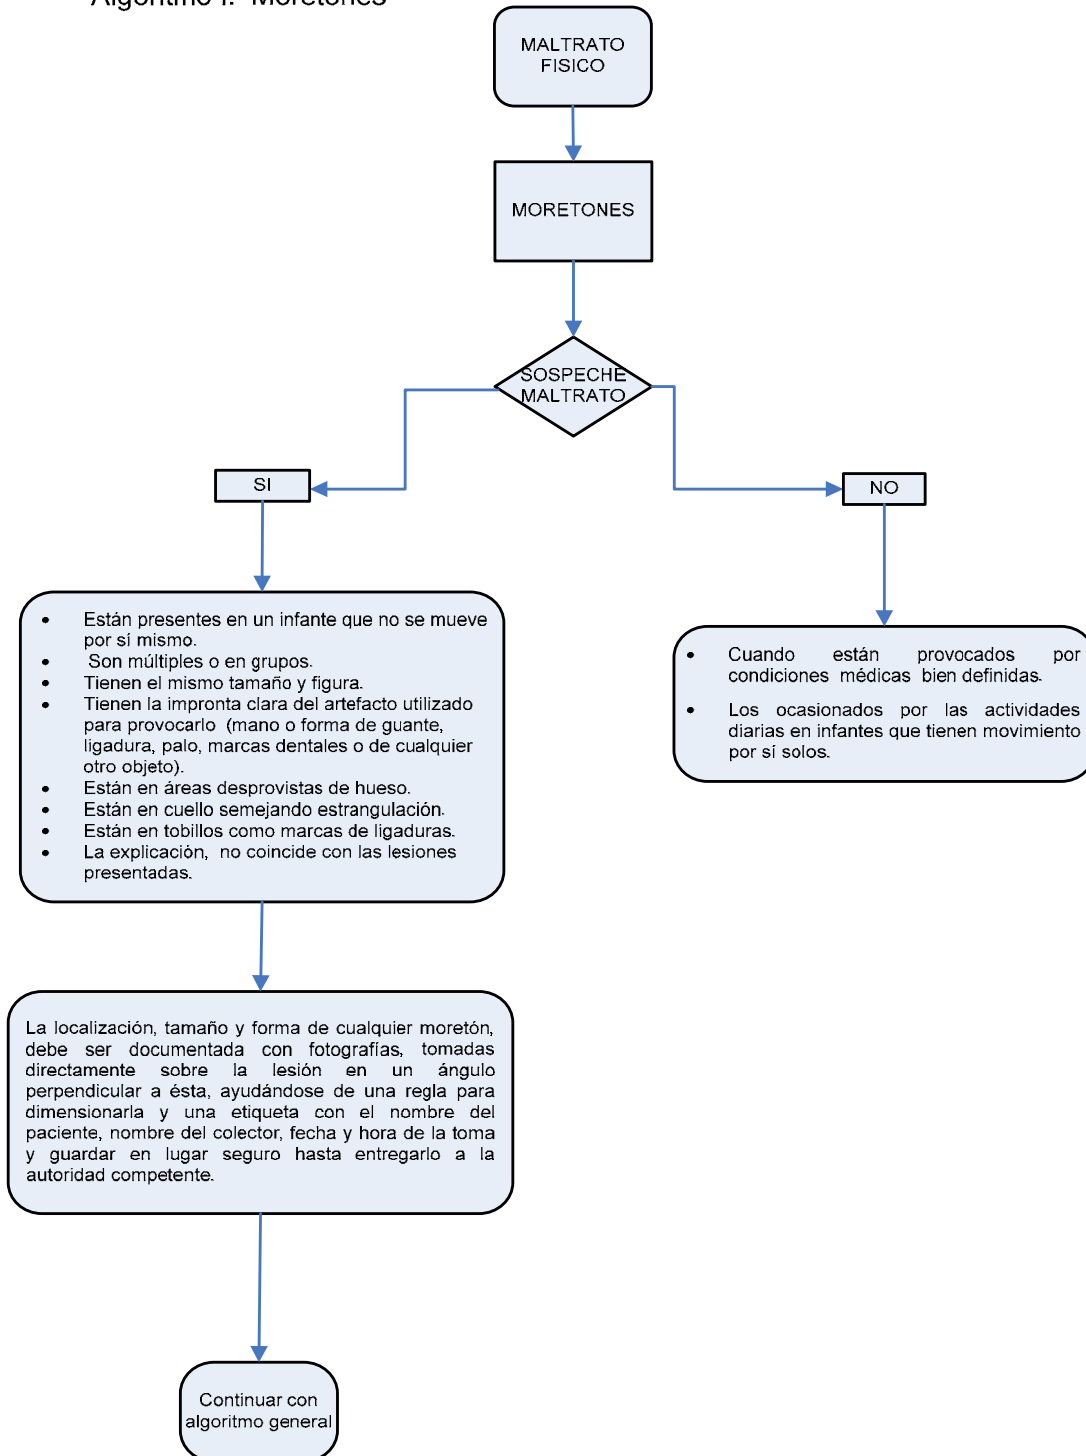 Algoritmo I. Moretones
MALTRATO
FISICO
MORETONES
SOSPECHE
MALTRATO
SI
NO
• Están presentes en un infante que no se mueve
por sí mismo.
• Son múltiples o en grupos.
• Tienen el mismo tamaño y figura.
• Tienen la impronta clara del artefacto utilizado
para provocarlo (mano o forma de guante,
ligadura, palo, marcas dentales o de cualquier
otro objeto).
• Están en áreas desprovistas de hueso.
• Están en cuello semejando estrangulación.
• Están en tobillos como marcas de ligaduras.
• La explicación, no coincide con las lesiones
presentadas.
• Cuando están provocados por
condiciones médicas bien definidas.
• Los ocasionados por las actividades
diarias en infantes que tienen movimiento
por sí solos.
La localización, tamaño y forma de cualquier moretón,
debe ser documentada con fotografías, tomadas
directamente sobre la lesión en un ángulo
perpendicular a ésta, ayudándose de una regla para
dimensionarla y una etiqueta con el nombre del
paciente, nombre del colector, fecha y hora de la toma
y guardar en lugar seguro hasta entregarlo a la
autoridad competente.
Continuar con
algoritmo general